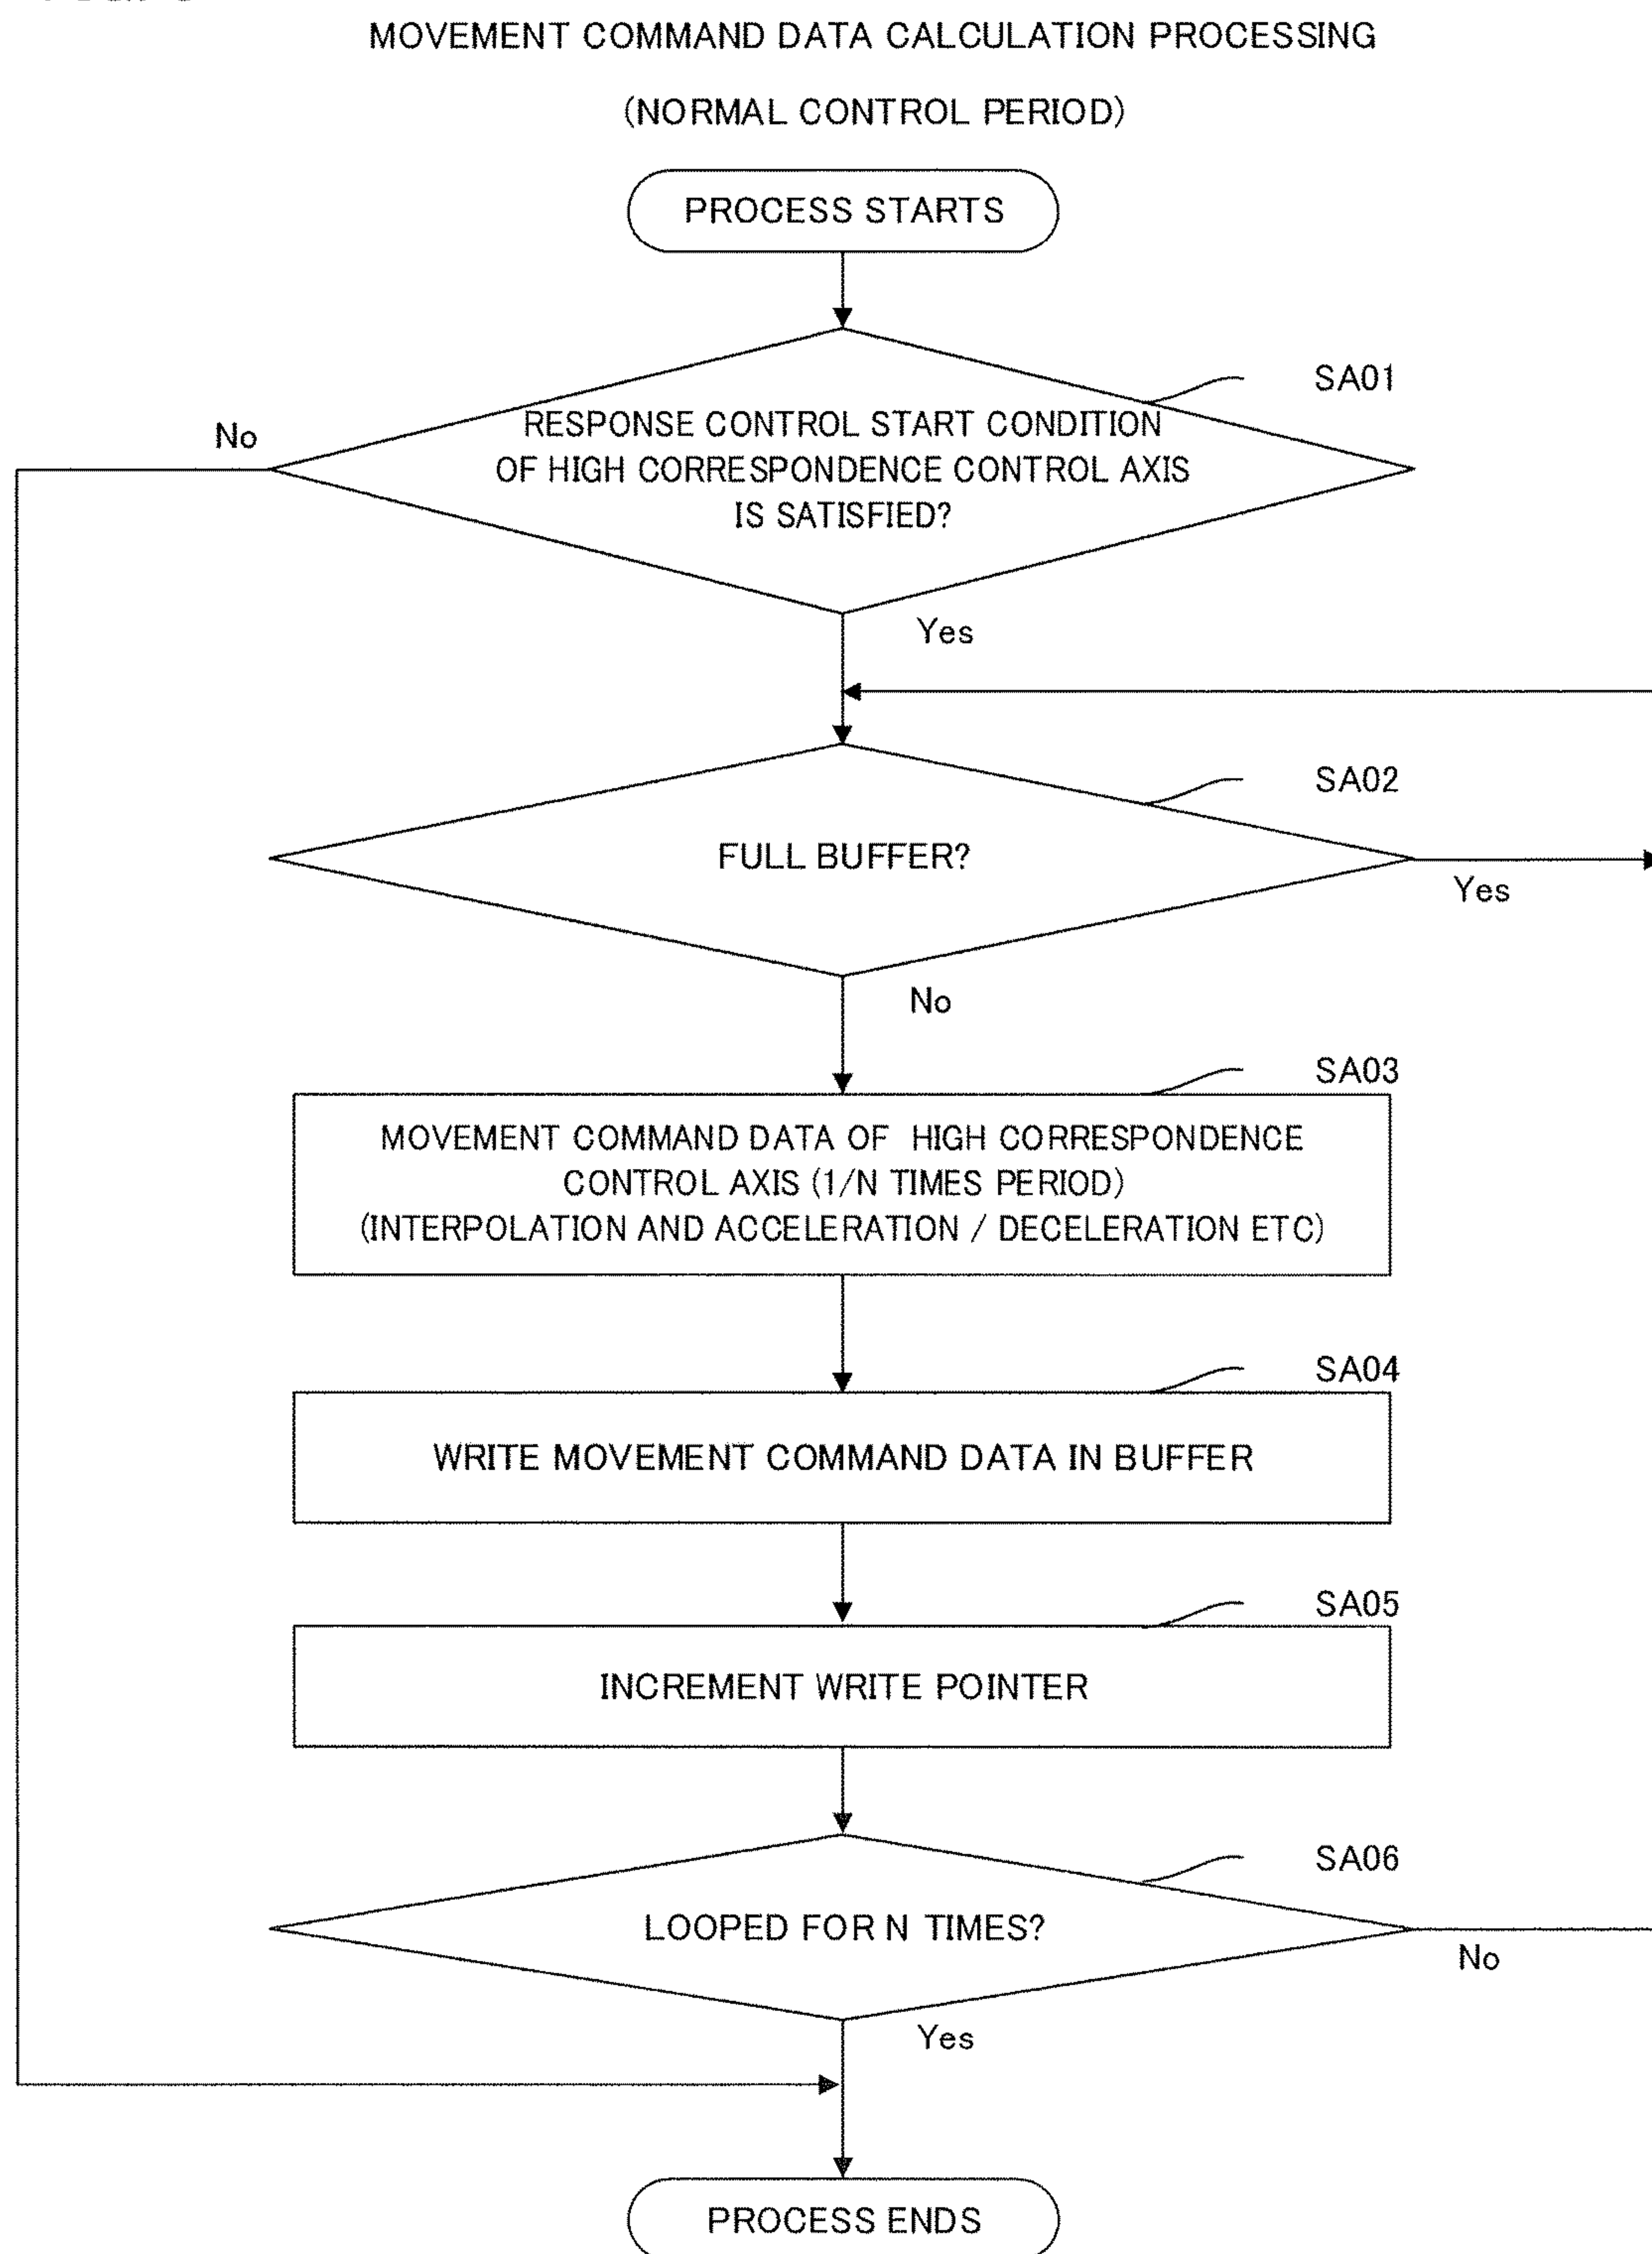 MOVEMENT COMMAND DATA CALCULATION PROCESSING
(NORMAL CONTROL PERIOD)
PROCESS STARTS
SA01
No
RESPONSE CONTROL START CONDITION
OF HIGH CORRESPONDENCE CONTROL AXIS
IS SATISFIED?
Yes
SA02
FULL BUFFER?
Yes
No
SA03
MOVEMENT COMMAND DATA OF HIGH CORRESPONDENCE
CONTROL AXIS (1/N TIMES PERIOD)
(INTERPOLATION AND ACCELERATION / DECELERATION ETC)
SA04
WRITE MOVEMENT COMMAND DATA IN BUFFER
SA05
INCREMENT WRITE POINTER
SA06
LOOPED FOR N TIMES?
No
Yes
PROCESS ENDS